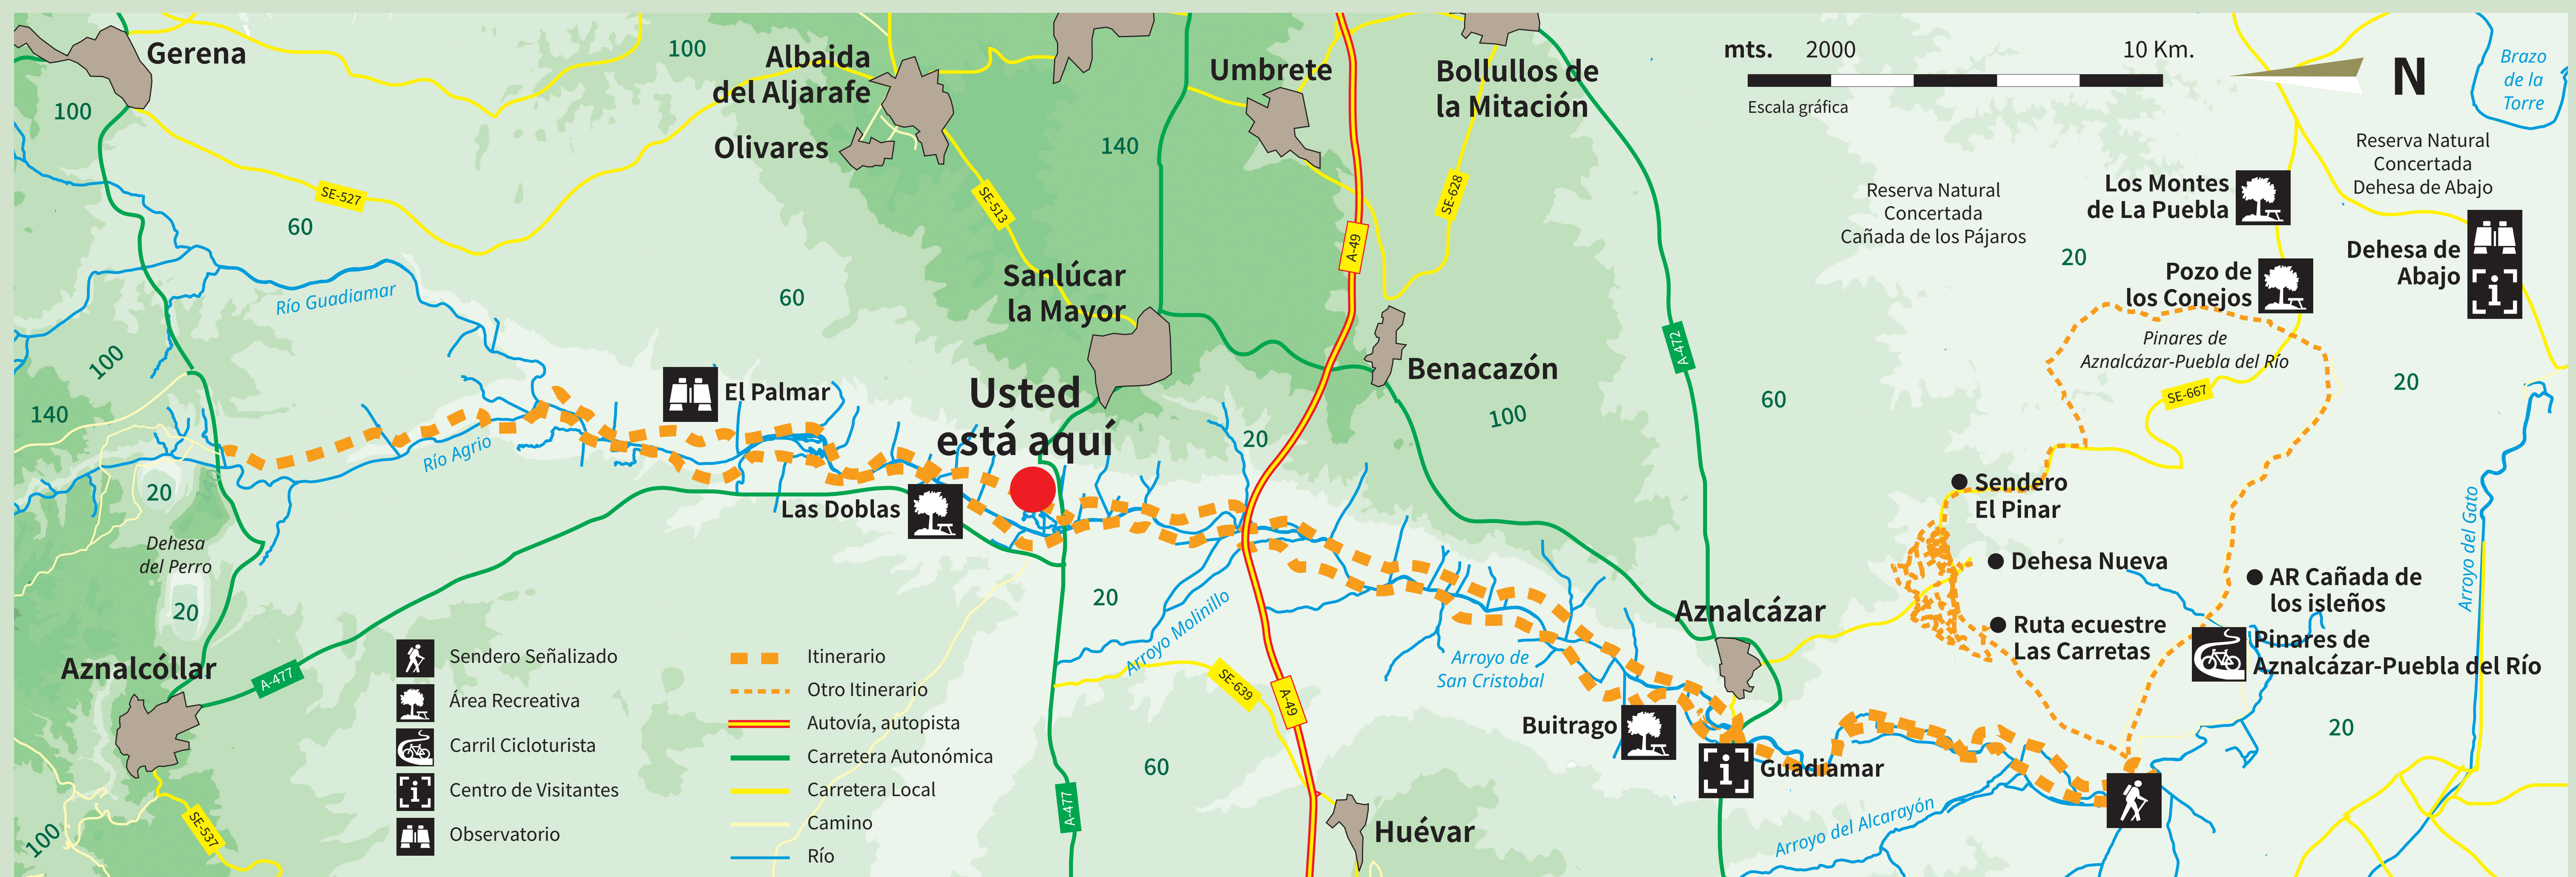 Gerena
100
100
SE-527
60
Río Guadiamar
100
140
Río Agrio
20
Dehesa
del Perro
20
Aznalcóllar
A-477
SE-537
100
Albaida
del Aljarafe
Olivares
SE-513
140
60
Sanlúcar
la Mayor
El Palmar
Usted
está aquí
Las Doblas
Umbrete
A-49
Bollullos de
la Mitación
SE-628
Benacazón
100
20
A-472
60
20
Arroyo Molinillo
SE-639
A-49
A-477
60
Huévar
Arroyo de
San Cristobal
Aznalcázar
Buitrago
Guadiamar
Arroyo del Alcarayón
mts. 2000 10 Km.
Escala gráfica
N
Brazo
de la
Torre
Reserva Natural
Concertada
Dehesa de Abajo
Reserva Natural
Concertada
Cañada de los Pájaros
Los Montes
de La Puebla
20
Pozo de
los Conejos
Dehesa de
Abajo
Pinares de
Aznalcázar-Puebla del Río
SE-667
20
Sendero
El Pinar
Dehesa Nueva
Ruta ecuestre
Las Carretas
AR Cañada de
los isleños
Pinares de
Aznalcázar-Puebla del Río
Arroyo del Gato
20
Sendero Señalizado
Área Recreativa
Carril Cicloturista
Centro de Visitantes
Observatorio
Itinerario
Otro Itinerario
Autovía, autopista
Carretera Autonómica
Carretera Local
Camino
Río